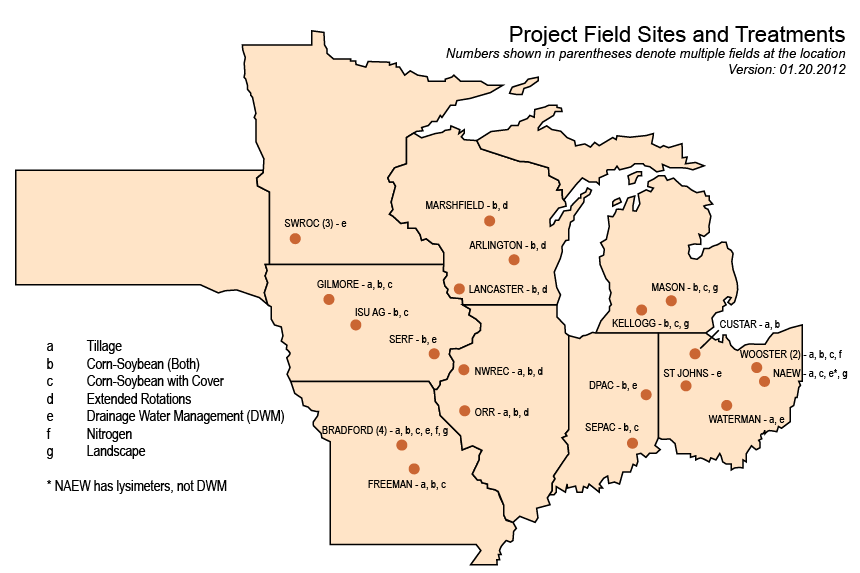 Project Field Sites and Treatments
Numbers shown in parentheses denote multiple fields at the location
Version: 01.20.2012
MARSHFIELD - b, d
SWROC (3) - e
ARLINGTON - b, d
GILMORE - a, b, c
LANCASTER - b, d
MASON - b, c, g
ISU AG - b, c
KELLOGG - b, c, g
CUSTAR - a, b
SERF - b, e
WOOSTER (2) - a, b, c, f
NWREC - a, b, d
ST JOHNS - e
NAEW - a, c, e*, g
DPAC - b, e
ORR - a, b, d
WATERMAN - a, e
SEPAC - b, c
BRADFORD (4) - a, b, c, e, f, g
FREEMAN - a, b, c
a Tillage
b Corn-Soybean (Both)
c Corn-Soybean with Cover
d Extended Rotations
e Drainage Water Management (DWM)
f Nitrogen
g Landscape
* NAEW has lysimeters, not DWM